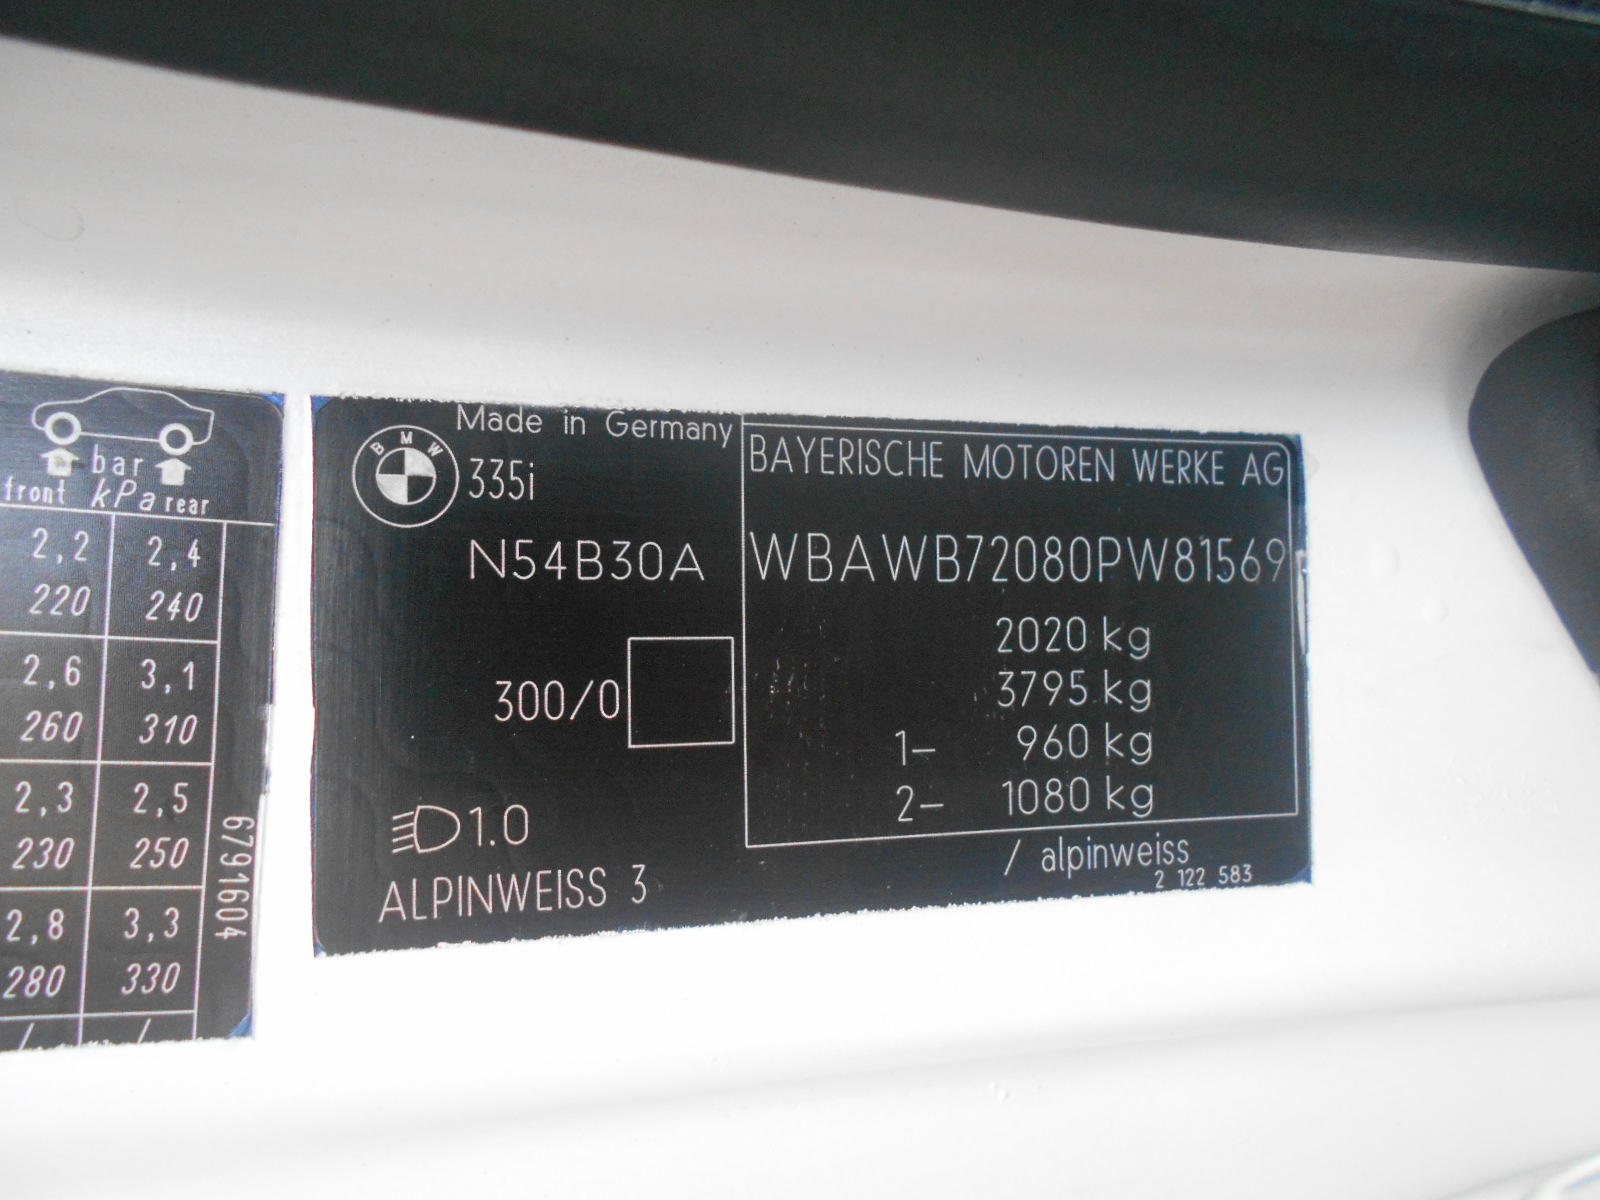 bar
front kPa rear
2,2 2,4
220 240
2,6 3,1
260 310
2,3 2,5
230 250
2,8 3,3
280 330
/ /
6791604
BMW
Made in Germany
335i
N54B30A
300/0
1.0
ALPINWEISS 3
BAYERISCHE MOTOREN WERKE AG
WBAWB72080PW81569
2020 kg
3795 kg
1– 960 kg
2– 1080 kg
/ alpinweiss
2 122 583